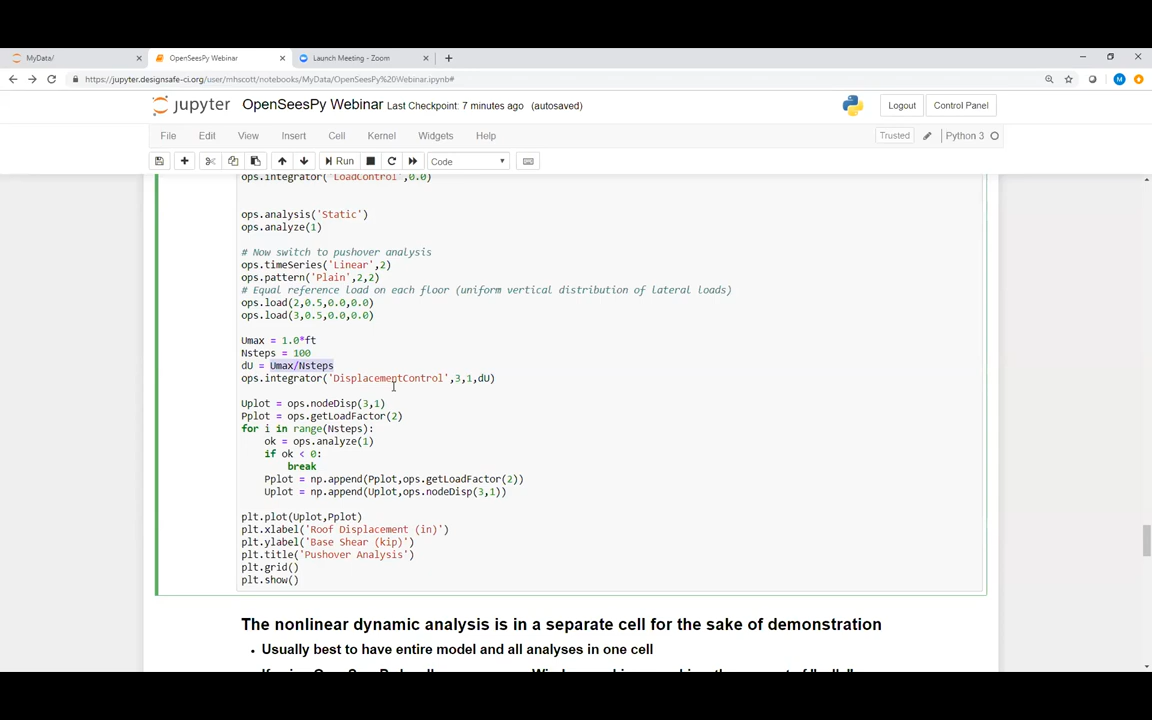 MyData/
OpenSeesPy Webinar
Launch Meeting - Zoom
https://jupyter.designsafe-ci.org/user/mhscott/notebooks/MyData/OpenSeesPy%20Webinar.ipynb#
M
jupyter OpenSeesPy Webinar Last Checkpoint: 7 minutes ago (autosaved)
Logout Control Panel
File Edit View Insert Cell Kernel Widgets Help
Trusted Python 3
Run Code
ops.integrator('LoadControl',0.0)
ops.analysis('Static')
ops.analyze(1)
# Now switch to pushover analysis
ops.timeSeries('Linear',2)
ops.pattern('Plain',2,2)
# Equal reference load on each floor (uniform vertical distribution of lateral loads)
ops.load(2,0.5,0.0,0.0)
ops.load(3,0.5,0.0,0.0)
Umax = 1.0*ft
Nsteps = 100
dU = Umax/Nsteps
ops.integrator('DisplacementControl',3,1,dU)
Uplot = ops.nodeDisp(3,1)
Pplot = ops.getLoadFactor(2)
for i in range(Nsteps):
    ok = ops.analyze(1)
    if ok < 0:
        break
    Pplot = np.append(Pplot,ops.getLoadFactor(2))
    Uplot = np.append(Uplot,ops.nodeDisp(3,1))
plt.plot(Uplot,Pplot)
plt.xlabel('Roof Displacement (in)')
plt.ylabel('Base Shear (kip)')
plt.title('Pushover Analysis')
plt.grid()
plt.show()
The nonlinear dynamic analysis is in a separate cell for the sake of demonstration
• Usually best to have entire model and all analyses in one cell